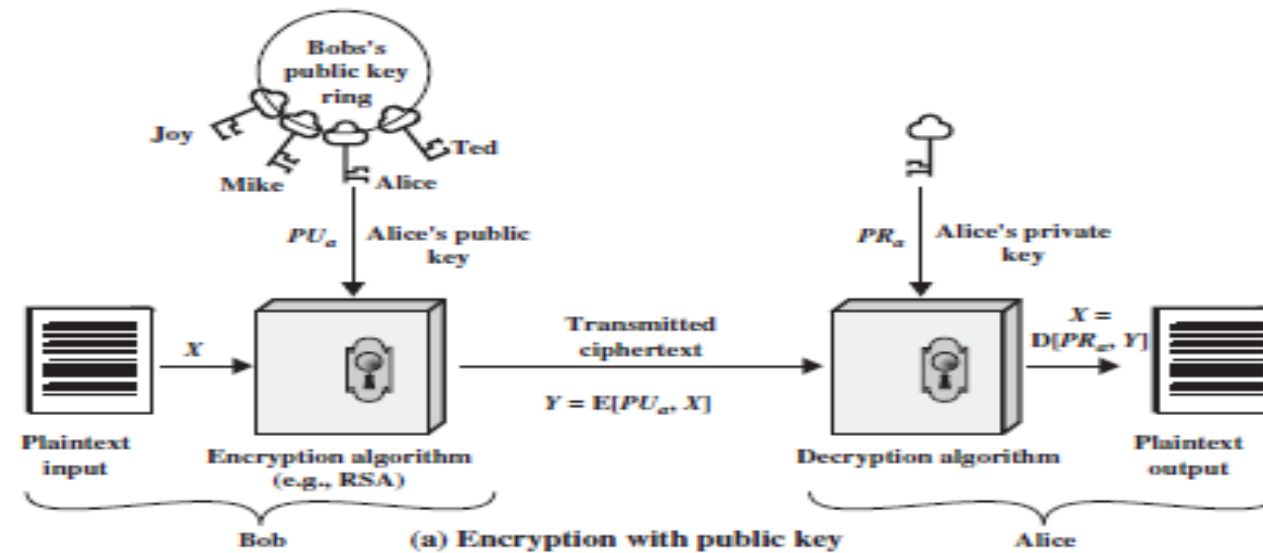 Bobs's
public key
ring
Joy
Ted
Mike
Alice
PUa
Alice's public
key
PRa
Alice's private
key
X
Transmitted
ciphertext
Y = E[PUa, X]
X =
D[PRa, Y]
Plaintext
input
Encryption algorithm
(e.g., RSA)
Decryption algorithm
Plaintext
output
Bob
(a) Encryption with public key
Alice